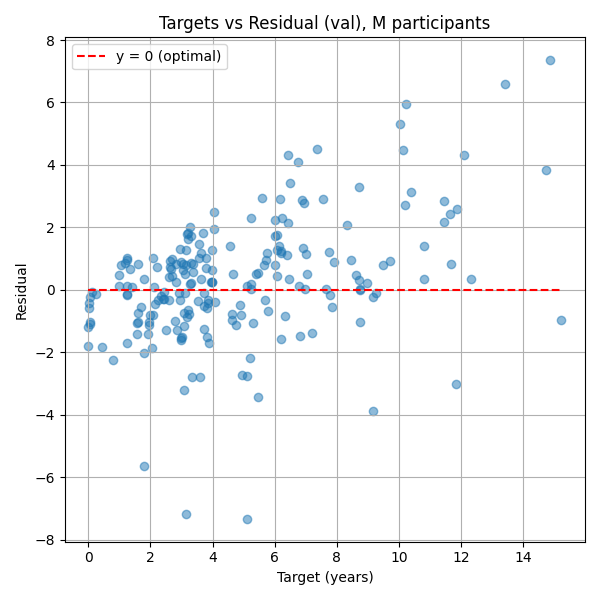 Targets vs Residual (val), M participants
y = 0 (optimal)
8
6
4
2
0
−2
−4
−6
−8
Residual
0 2 4 6 8 10 12 14
Target (years)